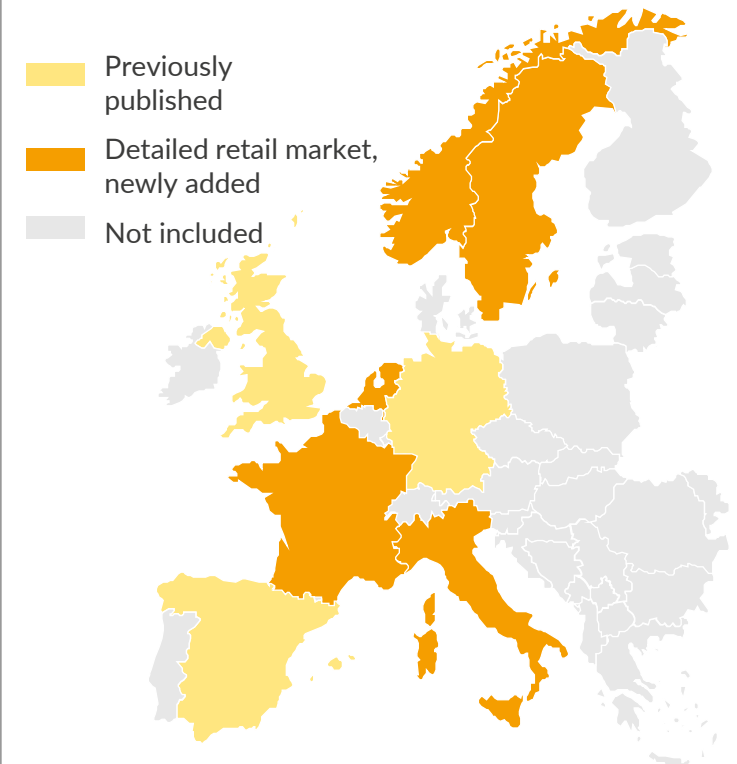 Previously
published
Detailed retail market,
newly added
Not included